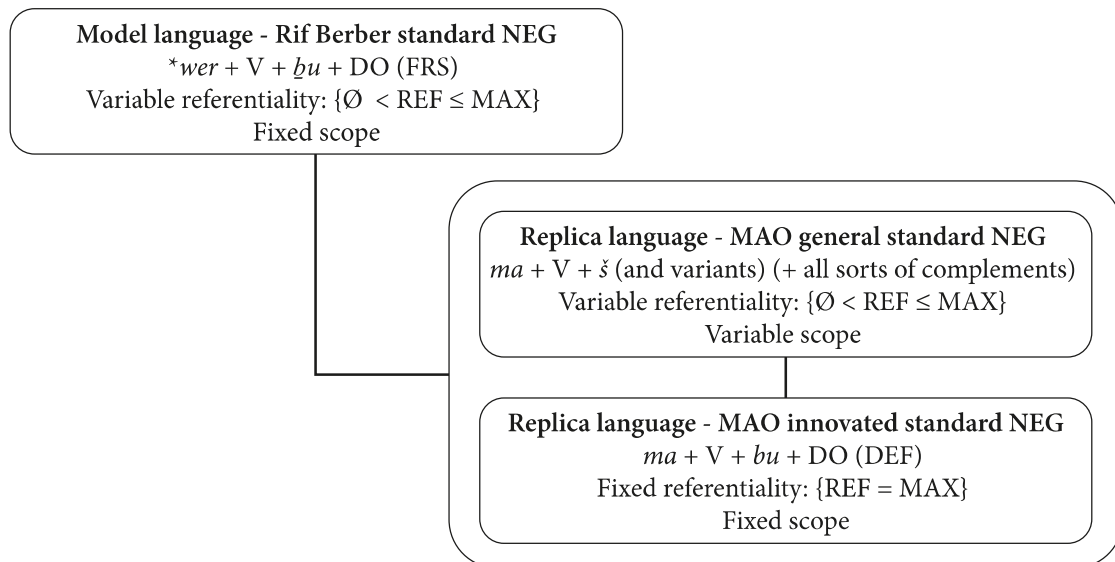 Model language - Rif Berber standard NEG
*wer + V + ḇu + DO (FRS)
Variable referentiality: {Ø < REF ≤ MAX}
Fixed scope
Replica language - MAO general standard NEG
ma + V + š (and variants) (+ all sorts of complements)
Variable referentiality: {Ø < REF ≤ MAX}
Variable scope
Replica language - MAO innovated standard NEG
ma + V + bu + DO (DEF)
Fixed referentiality: {REF = MAX}
Fixed scope